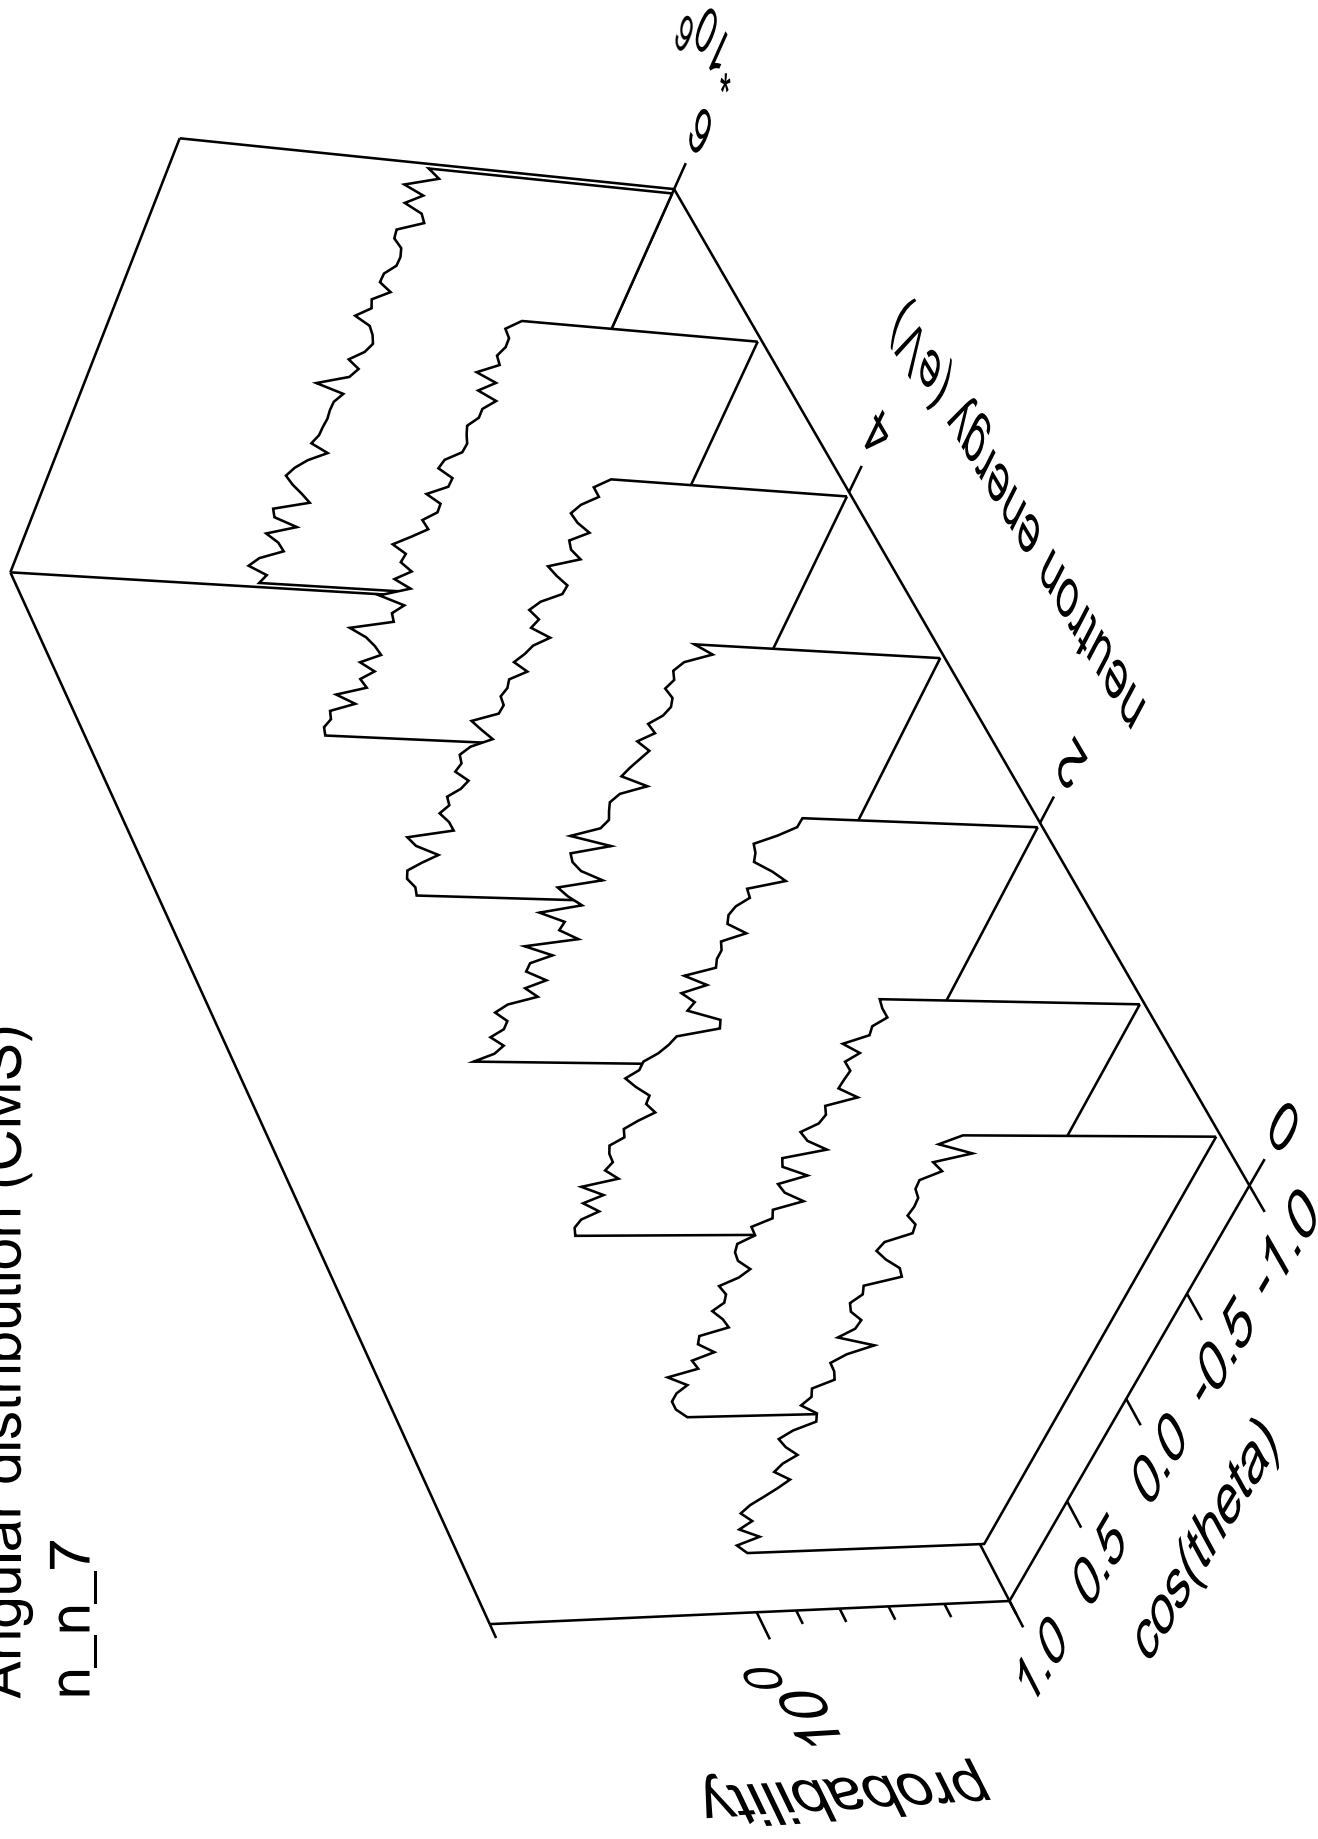 Angular distribution (CMS)
n_n_7
probability
10^0
1.0
0.5
0.0
-0.5
-1.0
cos(theta)
0
2
4
6
*10^6
neutron energy (eV)